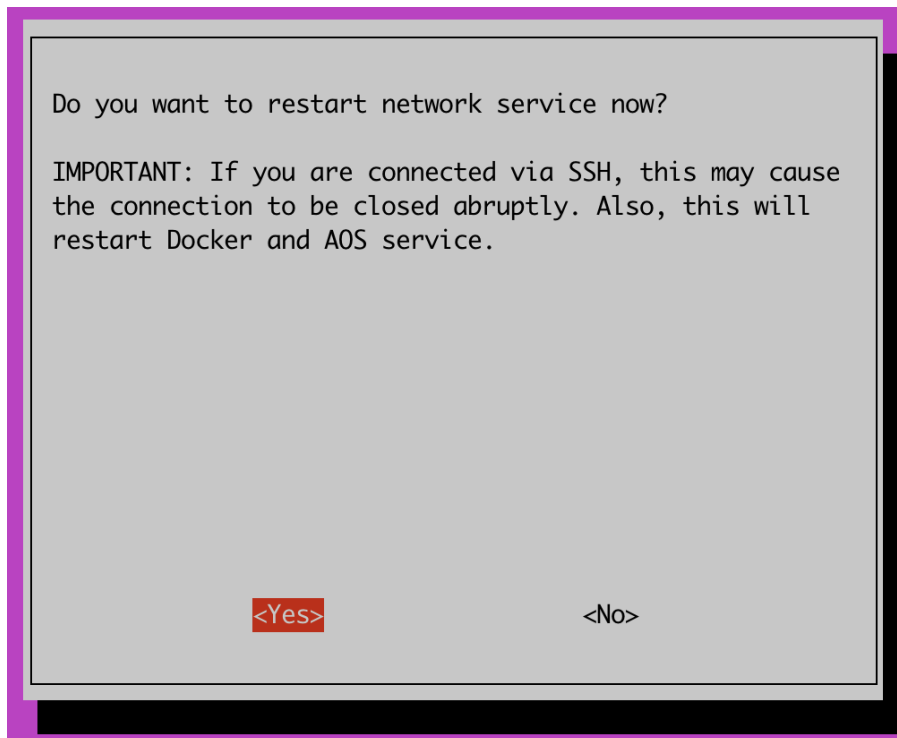 Do you want to restart network service now?
IMPORTANT: If you are connected via SSH, this may cause
the connection to be closed abruptly. Also, this will
restart Docker and AOS service.
<Yes> <No>